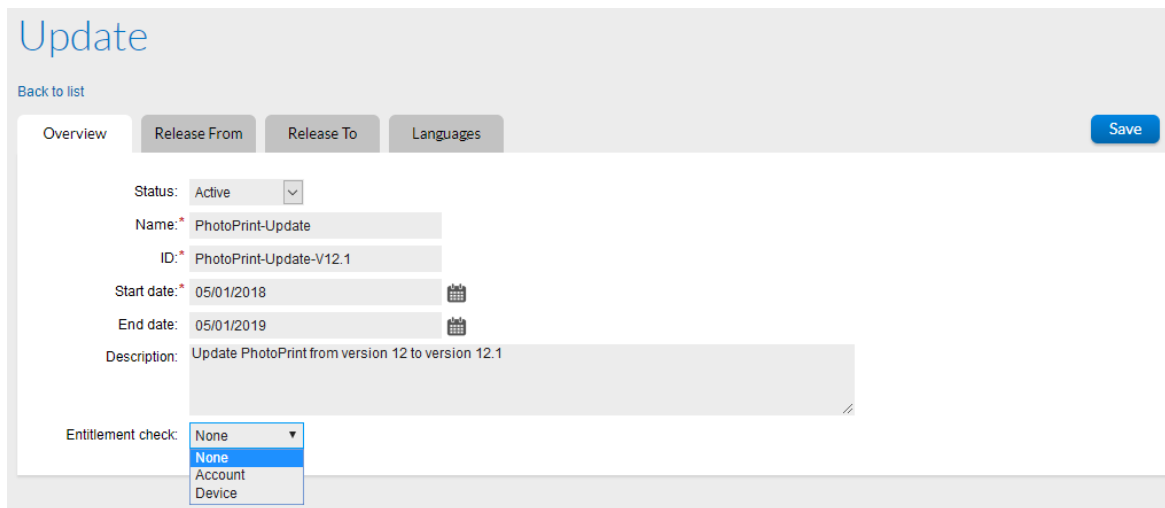 Update
Back to list
Overview Release From Release To Languages Save
Status: Active
Name:* PhotoPrint-Update
ID:* PhotoPrint-Update-V12.1
Start date:* 05/01/2018
End date: 05/01/2019
Description: Update PhotoPrint from version 12 to version 12.1
Entitlement check: None
None
Account
Device